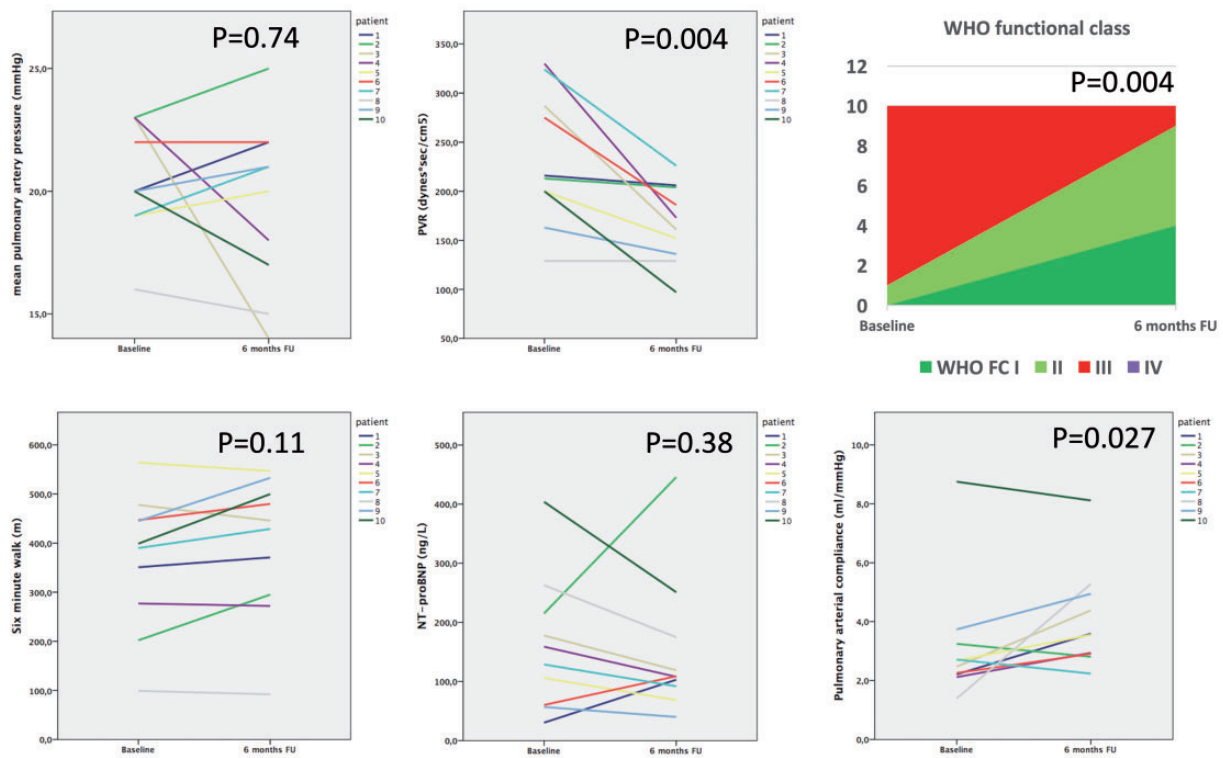 P=0.74
patient
1
2
3
4
5
6
7
8
9
10
mean pulmonary artery pressure (mmHg)
25,0
20,0
15,0
Baseline
6 months FU
P=0.004
patient
1
2
3
4
5
6
7
8
9
10
PVR (dynes*sec/cm5)
350,0
300,0
250,0
200,0
150,0
100,0
50,0
Baseline
6 months FU
WHO functional class
P=0.004
12
10
8
6
4
2
0
Baseline
6 months FU
WHO FC I II III IV
P=0.11
patient
1
2
3
4
5
6
7
8
9
10
Six minute walk (m)
600,0
500,0
400,0
300,0
200,0
100,0
0,0
Baseline
6 months FU
P=0.38
patient
1
2
3
4
5
6
7
8
9
10
NT-proBNP (ng/L)
500,0
400,0
300,0
200,0
100,0
0,0
Baseline
6 months FU
P=0.027
patient
1
2
3
4
5
6
7
8
9
10
Pulmonary arterial compliance (ml/mmHg)
10,0
8,0
6,0
4,0
2,0
0,0
Baseline
6 months FU